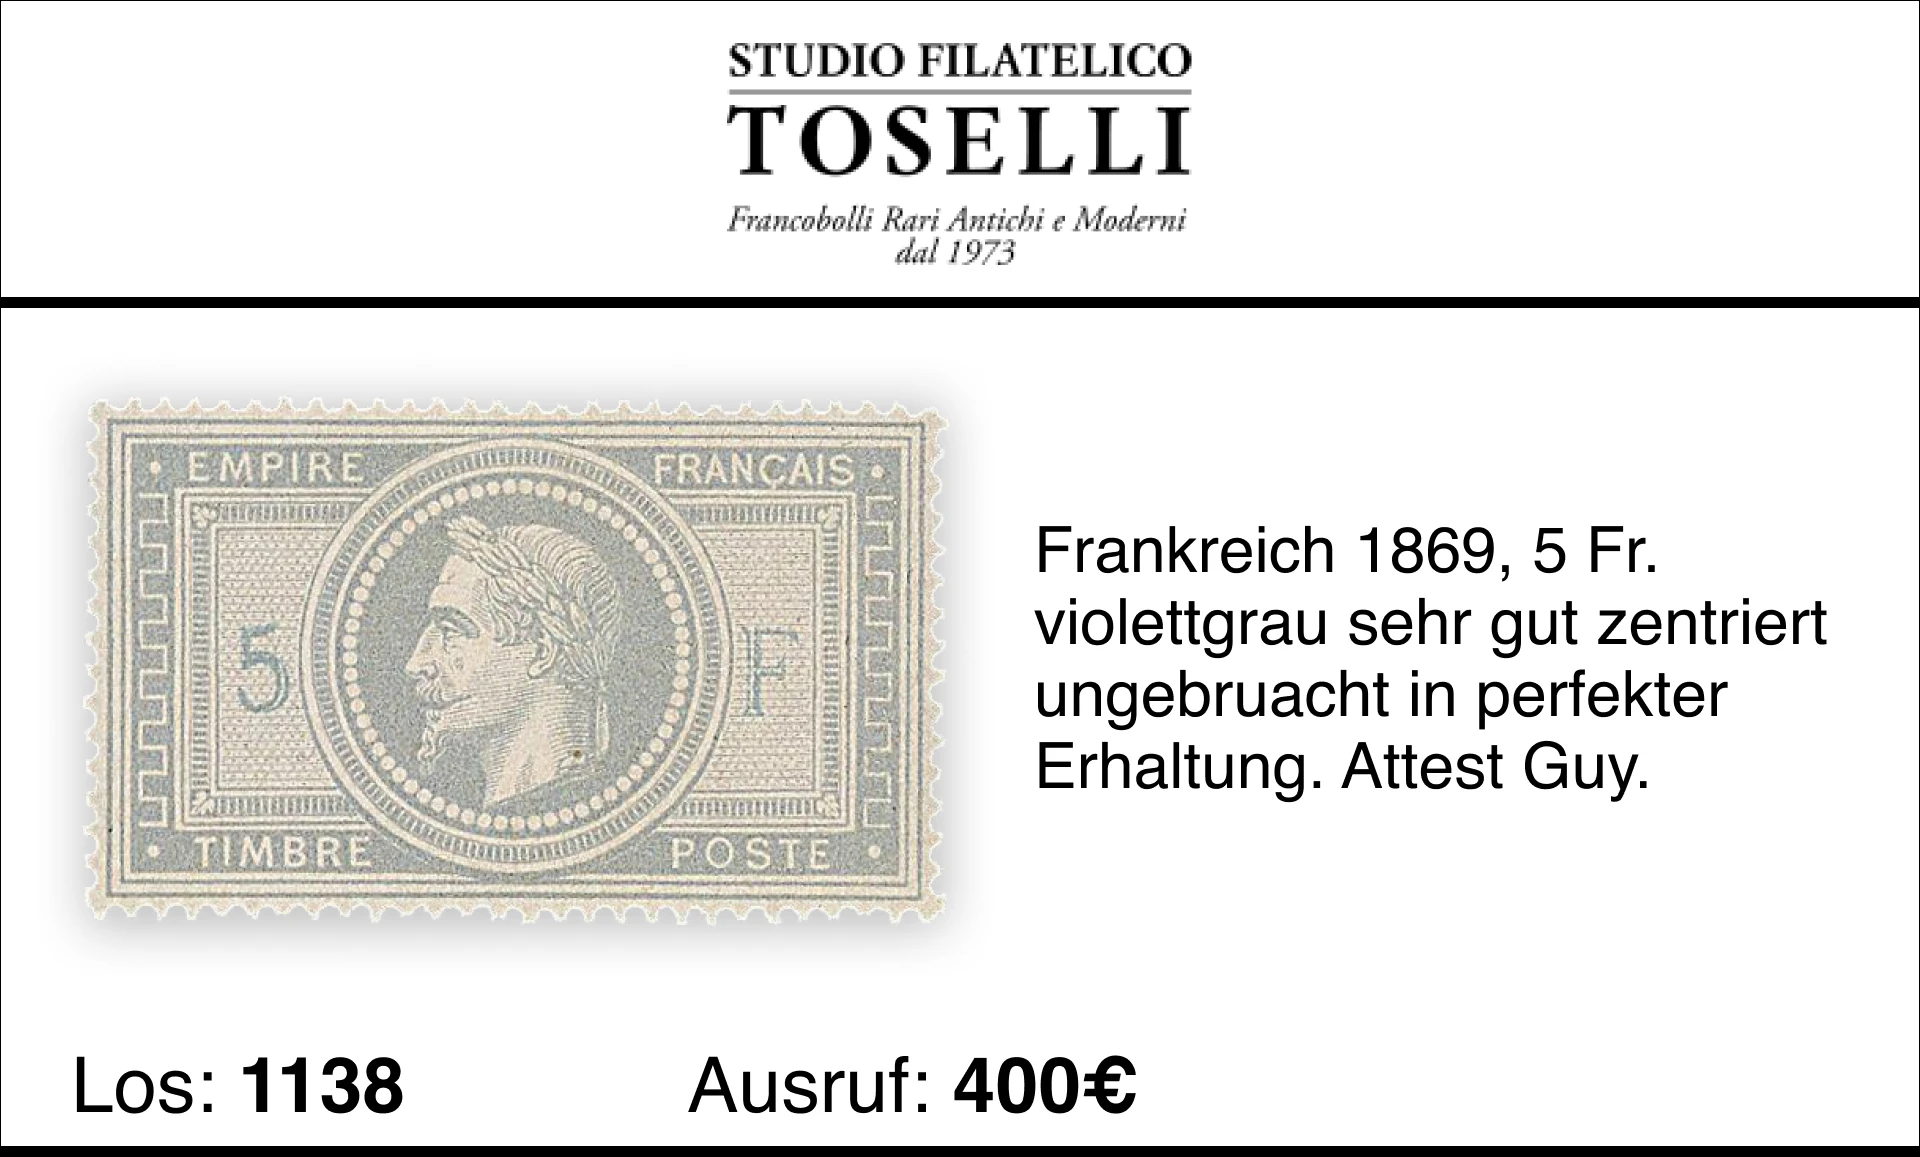 STUDIO FILATELICO
TOSELLI
Francobolli Rari Antichi e Moderni
dal 1973
EMPIRE FRANÇAIS
5 F
TIMBRE POSTE
Frankreich 1869, 5 Fr.
violettgrau sehr gut zentriert
ungebruacht in perfekter
Erhaltung. Attest Guy.
Los: 1138 Ausruf: 400€